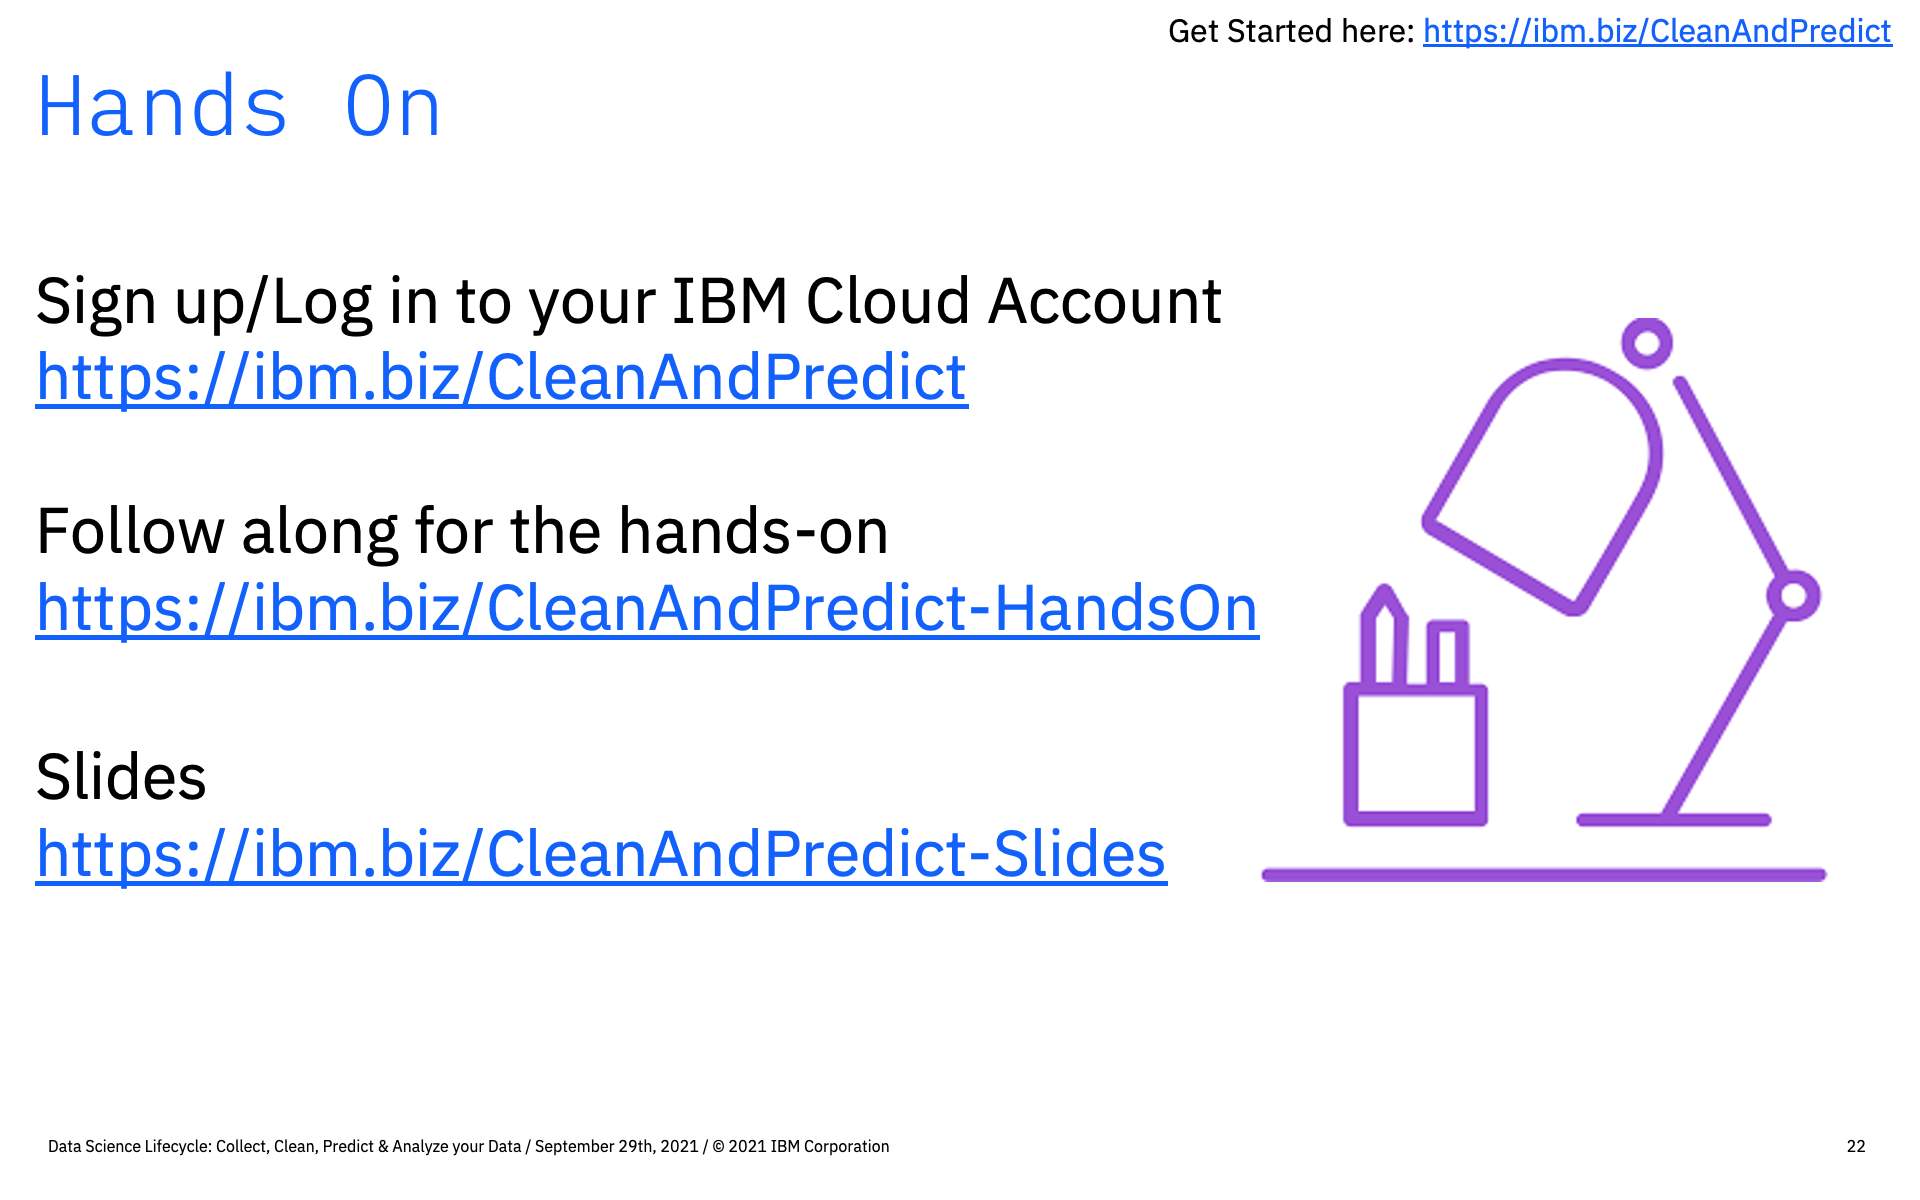 Get Started here: https://ibm.biz/CleanAndPredict
Hands On
Sign up/Log in to your IBM Cloud Account
https://ibm.biz/CleanAndPredict
Follow along for the hands-on
https://ibm.biz/CleanAndPredict-HandsOn
Slides
https://ibm.biz/CleanAndPredict-Slides
Data Science Lifecycle: Collect, Clean, Predict & Analyze your Data / September 29th, 2021 / © 2021 IBM Corporation
22